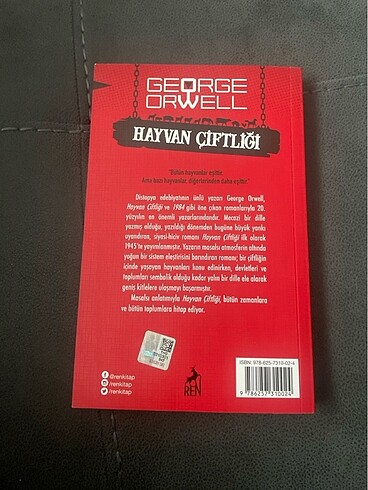 GEORGE
ORWELL
HAYVAN ÇİFTLİĞİ
"Bütün hayvanlar eşittir.
Ama bazı hayvanlar, diğerlerinden daha eşittir."
Distopya edebiyatının ünlü yazarı George Orwell,
Hayvan Çiftliği ve 1984 gibi öne çıkan romanlarıyla 20.
yüzyılın en önemli yazarlarındandır. Mecazi bir dille
yazmış olduğu, yazıldığı dönemden bugüne büyük yankı
uyandıran, siyasi-hiciv romanı Hayvan Çiftliği ilk olarak
1945'te yayımlanmıştır. Yazarın masalsı atmosferin altında
yoğun bir sistem eleştirisini barındıran romanı; bir çiftliğin
içinde yaşayan hayvanları konu edinirken, devletleri ve
toplumları sembolik olduğu kadar yalın bir dille ele alarak
geniş kitlelere ulaşmayı başarmıştır.
Masalsı anlatımıyla Hayvan Çiftliği, bütün zamanlara
ve bütün toplumlara hitap ediyor.
@renkitap
/renkitap
/renkitap
REN
ISBN: 978-625-7310-02-4
9 786257 310024